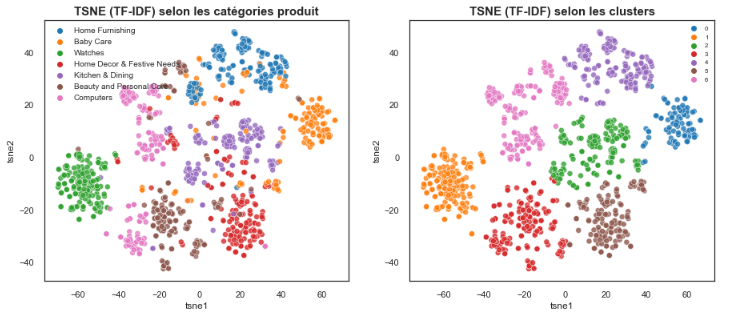 TSNE (TF-IDF) selon les catégories produit
Home Furnishing
Baby Care
Watches
Home Decor & Festive Needs
Kitchen & Dining
Beauty and Personal Care
Computers
40
20
0
−20
−40
tsne2
−60
−40
−20
0
20
40
60
tsne1
TSNE (TF-IDF) selon les clusters
0
1
2
3
4
5
6
40
20
0
−20
−40
tsne2
−60
−40
−20
0
20
40
60
tsne1